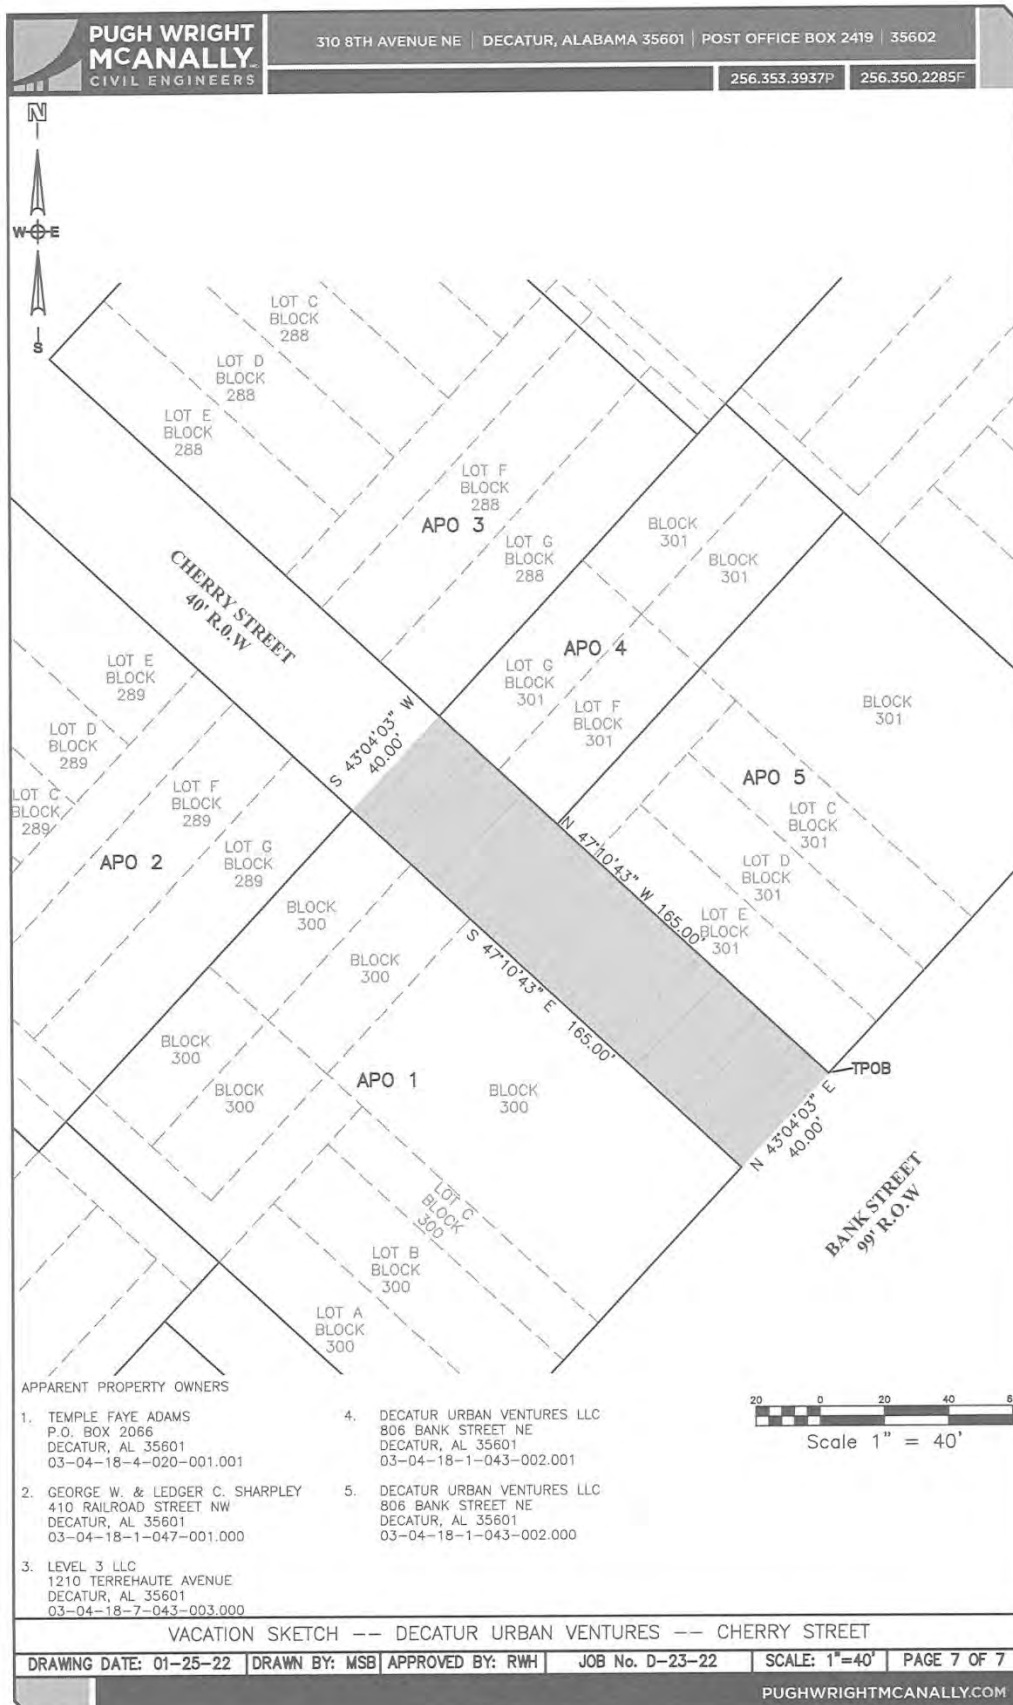 PUGH WRIGHT
MCANALLY
CIVIL ENGINEERS
310 8TH AVENUE NE | DECATUR, ALABAMA 35601 | POST OFFICE BOX 2419 | 35602
256.353.3937P
256.350.2285F
N
W E
S
LOT C
BLOCK
288
LOT D
BLOCK
288
LOT E
BLOCK
288
LOT F
BLOCK
288
APO 3
LOT G
BLOCK
288
BLOCK
301
BLOCK
301
CHERRY STREET
40' R.O.W
APO 4
LOT G
BLOCK
301
LOT F
BLOCK
301
BLOCK
301
LOT E
BLOCK
289
LOT D
BLOCK
289
LOT C
BLOCK
289
LOT F
BLOCK
289
APO 2
LOT G
BLOCK
289
S 43°04'03" W
40.00'
APO 5
LOT C
BLOCK
301
LOT D
BLOCK
301
LOT E
BLOCK
301
N 47°10'43" W 165.00'
BLOCK
300
BLOCK
300
S 47°10'43" E 165.00'
BLOCK
300
BLOCK
300
APO 1
BLOCK
300
TPOB
N 43°04'03" E
40.00'
BANK STREET
99' R.O.W
LOT C
BLOCK
300
LOT B
BLOCK
300
LOT A
BLOCK
300
APPARENT PROPERTY OWNERS
1. TEMPLE FAYE ADAMS
P.O. BOX 2066
DECATUR, AL 35601
03-04-18-4-020-001.001
2. GEORGE W. & LEDGER C. SHARPLEY
410 RAILROAD STREET NW
DECATUR, AL 35601
03-04-18-1-047-001.000
3. LEVEL 3 LLC
1210 TERREHAUTE AVENUE
DECATUR, AL 35601
03-04-18-7-043-003.000
4. DECATUR URBAN VENTURES LLC
806 BANK STREET NE
DECATUR, AL 35601
03-04-18-1-043-002.001
5. DECATUR URBAN VENTURES LLC
806 BANK STREET NE
DECATUR, AL 35601
03-04-18-1-043-002.000
20 0 20 40
Scale 1" = 40'
VACATION SKETCH -- DECATUR URBAN VENTURES -- CHERRY STREET
DRAWING DATE: 01-25-22 DRAWN BY: MSB APPROVED BY: RWH JOB No. D-23-22 SCALE: 1"=40' PAGE 7 OF 7
PUGHWRIGHTMCANALLY.COM